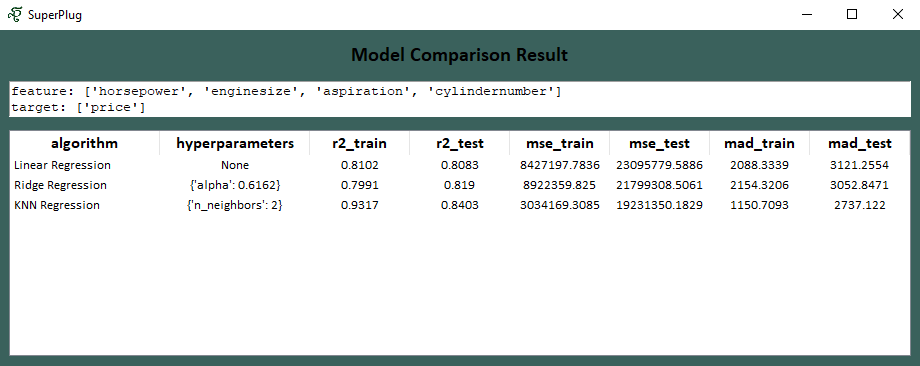 SuperPlug
Model Comparison Result
feature: ['horsepower', 'enginesize', 'aspiration', 'cylindernumber']
target: ['price']
algorithm hyperparameters r2_train r2_test mse_train mse_test mad_train mad_test
Linear Regression None 0.8102 0.8083 8427197.7836 23095779.5886 2088.3339 3121.2554
Ridge Regression {'alpha': 0.6162} 0.7991 0.819 8922359.825 21799308.5061 2154.3206 3052.8471
KNN Regression {'n_neighbors': 2} 0.9317 0.8403 3034169.3085 19231350.1829 1150.7093 2737.122